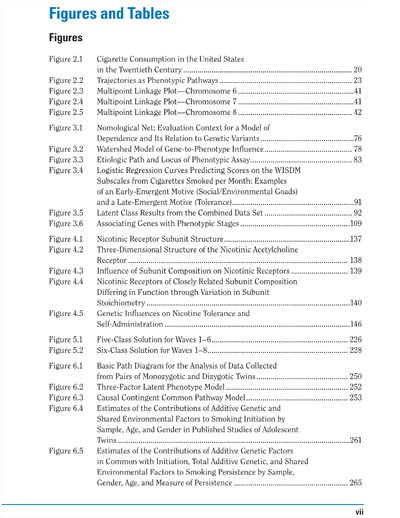 Figures and Tables
Figures
Figure 2.1 Cigarette Consumption in the United States
in the Twentieth Century ... 20
Figure 2.2 Trajectories as Phenotypic Pathways ... 23
Figure 2.3 Multipoint Linkage Plot—Chromosome 6 ... 41
Figure 2.4 Multipoint Linkage Plot—Chromosome 7 ... 41
Figure 2.5 Multipoint Linkage Plot—Chromosome 8 ... 42
Figure 3.1 Nomological Net: Evaluation Context for a Model of
Dependence and Its Relation to Genetic Variants ... 76
Figure 3.2 Watershed Model of Gene-to-Phenotype Influence ... 78
Figure 3.3 Etiologic Path and Locus of Phenotypic Assay ... 83
Figure 3.4 Logistic Regression Curves Predicting Scores on the WISDM
Subscales from Cigarettes Smoked per Month: Examples
of an Early-Emergent Motive (Social/Environmental Goads)
and a Late-Emergent Motive (Tolerance) ... 91
Figure 3.5 Latent Class Results from the Combined Data Set ... 92
Figure 3.6 Associating Genes with Phenotypic Stages ... 109
Figure 4.1 Nicotinic Receptor Subunit Structure ... 137
Figure 4.2 Three-Dimensional Structure of the Nicotinic Acetylcholine
Receptor ... 138
Figure 4.3 Influence of Subunit Composition on Nicotinic Receptors ... 139
Figure 4.4 Nicotinic Receptors of Closely Related Subunit Composition
Differing in Function through Variation in Subunit
Stoichiometry ... 140
Figure 4.5 Genetic Influences on Nicotine Tolerance and
Self-Administration ... 146
Figure 5.1 Five-Class Solution for Waves 1–6 ... 226
Figure 5.2 Six-Class Solution for Waves 1–8 ... 228
Figure 6.1 Basic Path Diagram for the Analysis of Data Collected
from Pairs of Monozygotic and Dizygotic Twins ... 250
Figure 6.2 Three-Factor Latent Phenotype Model ... 252
Figure 6.3 Causal Contingent Common Pathway Model ... 253
Figure 6.4 Estimates of the Contributions of Additive Genetic and
Shared Environmental Factors to Smoking Initiation by
Sample, Age, and Gender in Published Studies of Adolescent
Twins ... 261
Figure 6.5 Estimates of the Contributions of Additive Genetic Factors
in Common with Initiation, Total Additive Genetic, and Shared
Environmental Factors to Smoking Persistence by Sample,
Gender, Age, and Measure of Persistence ... 265
vii